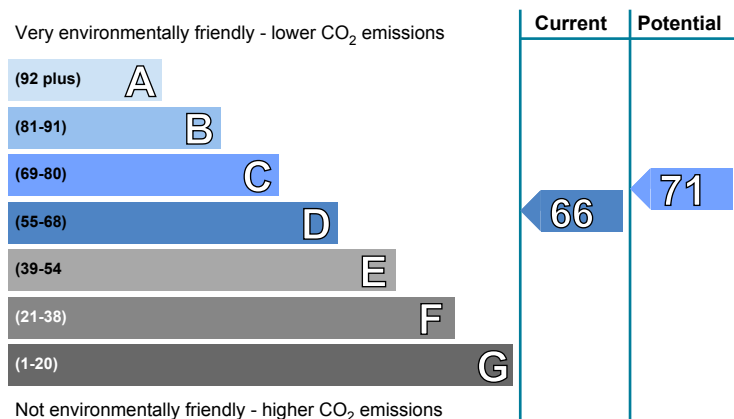 Very environmentally friendly - lower CO2 emissions
Current
Potential
(92 plus) A
(81-91) B
(69-80) C
(55-68) D
(39-54 E
(21-38) F
(1-20) G
66
71
Not environmentally friendly - higher CO2 emissions